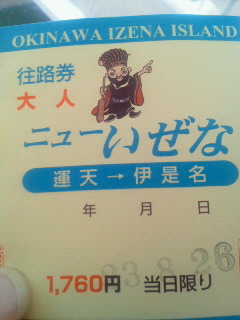 OKINAWA IZENA ISLAND
往路券
大人
ニューいぜな
運天→伊是名
年 月 日
23.8.26
1,760円 当日限り